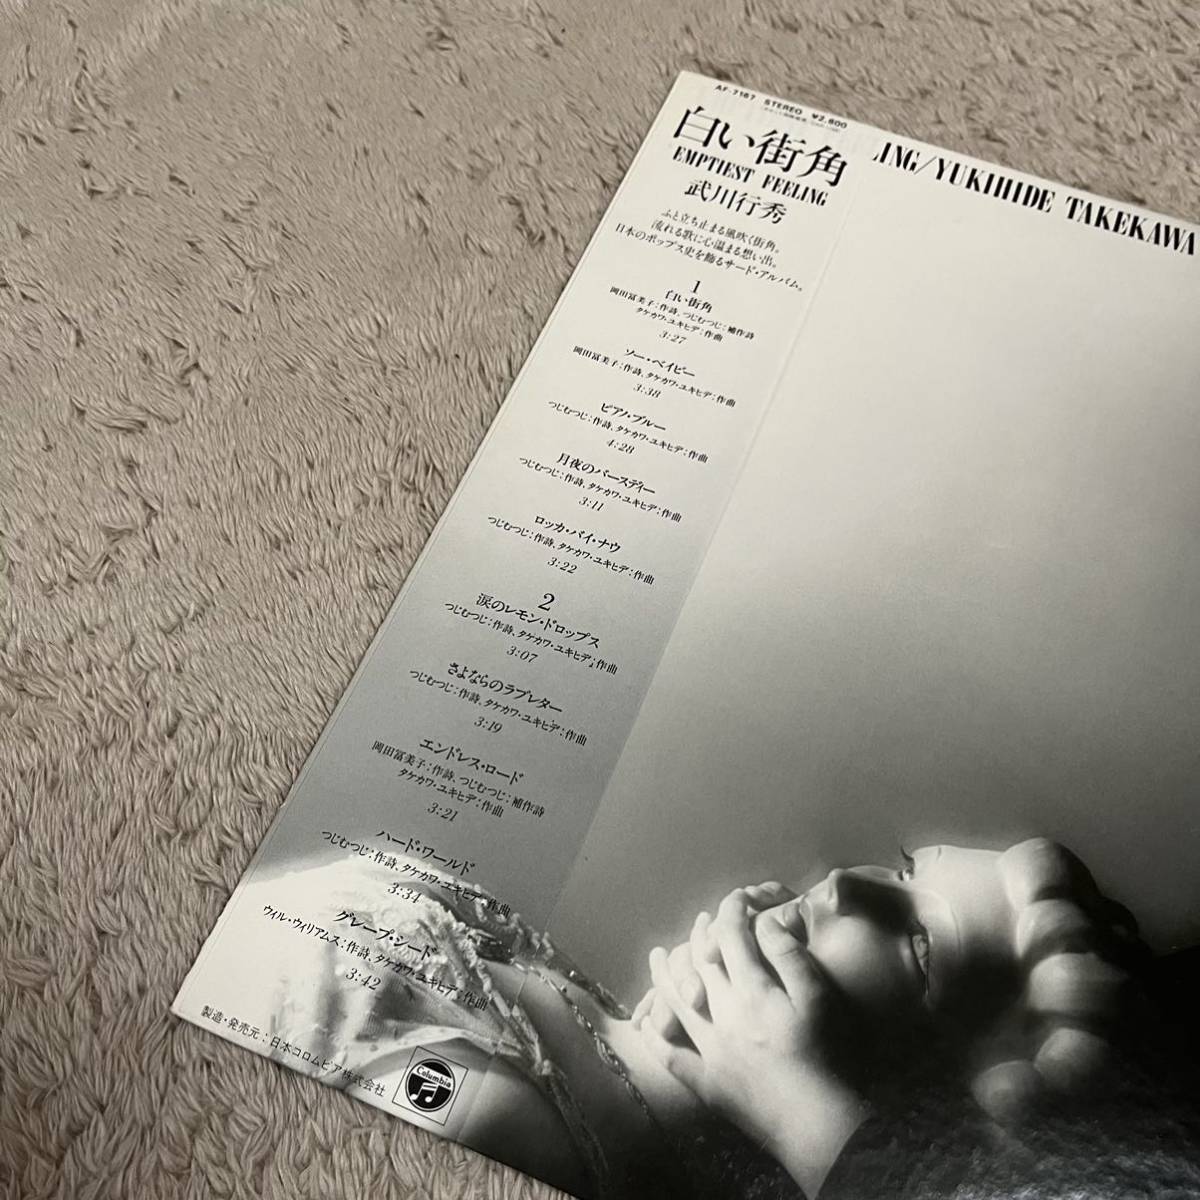 AF-7167 STEREO ¥2,800
白い街角
EMPTIEST FEELING
武川行秀
ふと立ち止まる風吹く街角。
流れる歌に心温まる想い出。
日本のポップス史を飾るサード・アルバム。
1
白い街角
岡田冨美子:作詩、つじむつじ:補作詩
タケカワ・ユキヒデ:作曲
3:27
ソー・ベイビー
岡田冨美子:作詩、タケカワ・ユキヒデ:作曲
3:38
ピアノ・ブルー
つじむつじ:作詩、タケカワ・ユキヒデ:作曲
4:28
月夜のバースディー
つじむつじ:作詩、タケカワ・ユキヒデ:作曲
3:11
ロッカ・バイ・ナウ
つじむつじ:作詩、タケカワ・ユキヒデ:作曲
3:22
2
涙のレモン・ドロップス
つじむつじ:作詩、タケカワ・ユキヒデ:作曲
3:07
さよならのラブレター
つじむつじ:作詩、タケカワ・ユキヒデ:作曲
3:19
エンドレス・ロード
岡田冨美子:作詩、つじむつじ:補作詩
タケカワ・ユキヒデ:作曲
3:21
ハード・ワールド
つじむつじ:作詩、タケカワ・ユキヒデ:作曲
3:34
グレープ・シード
ウィル・ウィリアムス:作詩、タケカワ・ユキヒデ:作曲
3:42
製造・発売元:日本コロムビア株式会社
Columbia
LING/YUKIHIDE TAKEKAWA